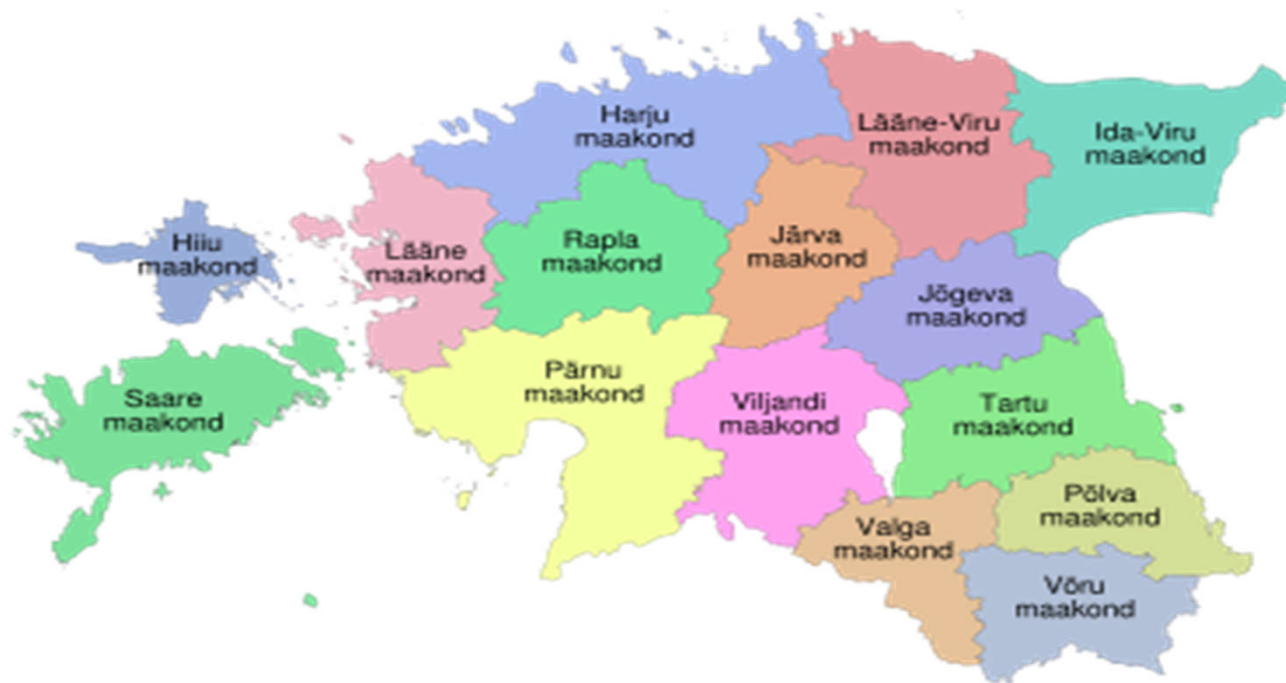 Harju
maakond
Lääne-Viru
maakond
Ida-Viru
maakond
Hiiu
maakond
Lääne
maakond
Rapla
maakond
Järva
maakond
Jõgeva
maakond
Saare
maakond
Pärnu
maakond
Viljandi
maakond
Tartu
maakond
Põlva
maakond
Valga
maakond
Võru
maakond